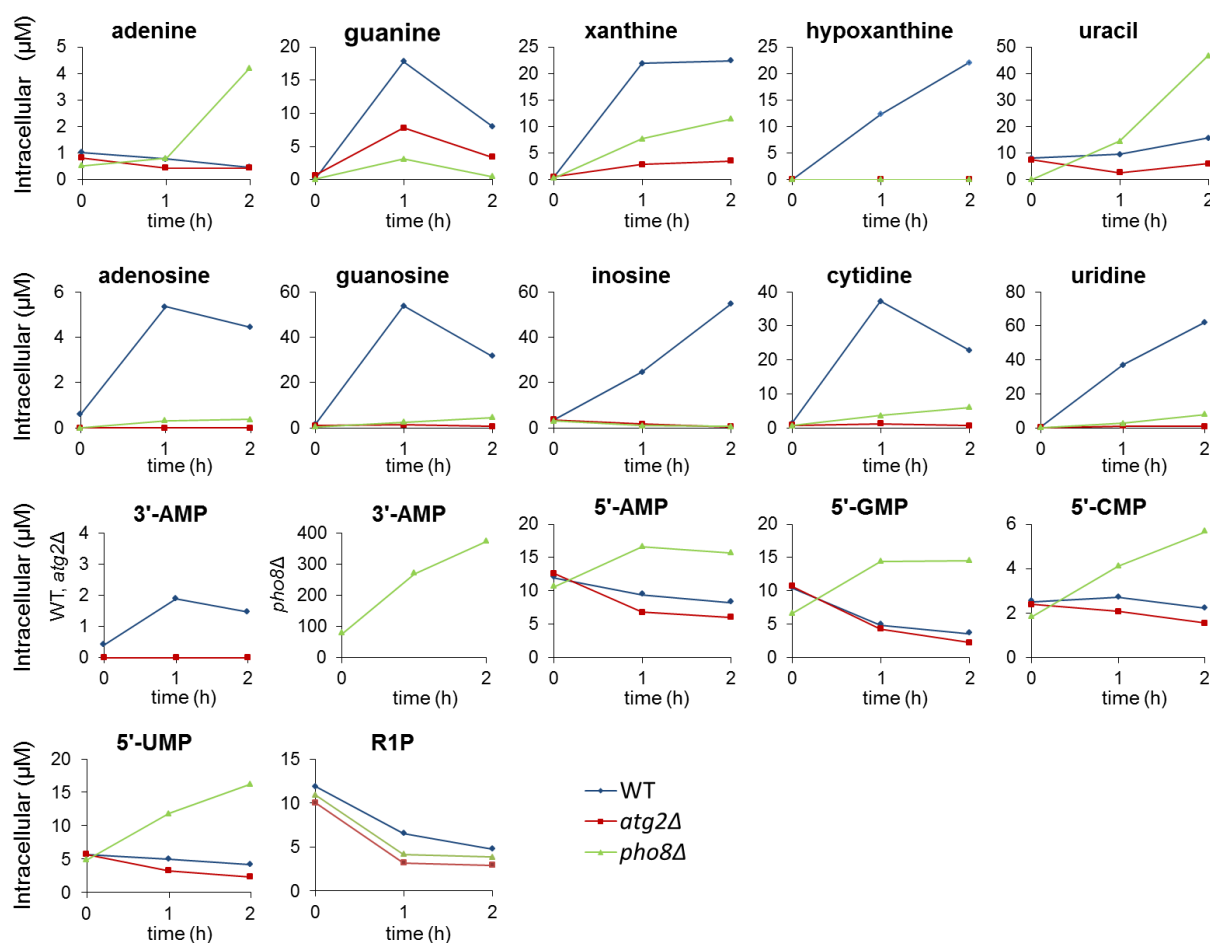 adenine
guanine
xanthine
hypoxanthine
uracil
Intracellular (µM)
5
4
3
2
1
0
0 1 2
time (h)
20
15
10
5
0
0 1 2
time (h)
25
20
15
10
5
0
0 1 2
time (h)
25
20
15
10
5
0
0 1 2
time (h)
50
40
30
20
10
0
0 1 2
time (h)
adenosine
guanosine
inosine
cytidine
uridine
Intracellular (µM)
6
4
2
0
0 1 2
time (h)
60
40
20
0
0 1 2
time (h)
60
40
20
0
0 1 2
time (h)
40
30
20
10
0
0 1 2
time (h)
80
60
40
20
0
0 1 2
time (h)
3'-AMP
3'-AMP
5'-AMP
5'-GMP
5'-CMP
Intracellular (µM)
WT, atg2Δ
4
3
2
1
0
0 1 2
time (h)
pho8Δ
400
300
200
100
0
0 1 2
time (h)
20
15
10
5
0
0 1 2
time (h)
15
10
5
0
0 1 2
time (h)
6
4
2
0
0 1 2
time (h)
5'-UMP
R1P
Intracellular (µM)
20
15
10
5
0
0 1 2
time (h)
15
10
5
0
0 1 2
time (h)
WT
atg2Δ
pho8Δ